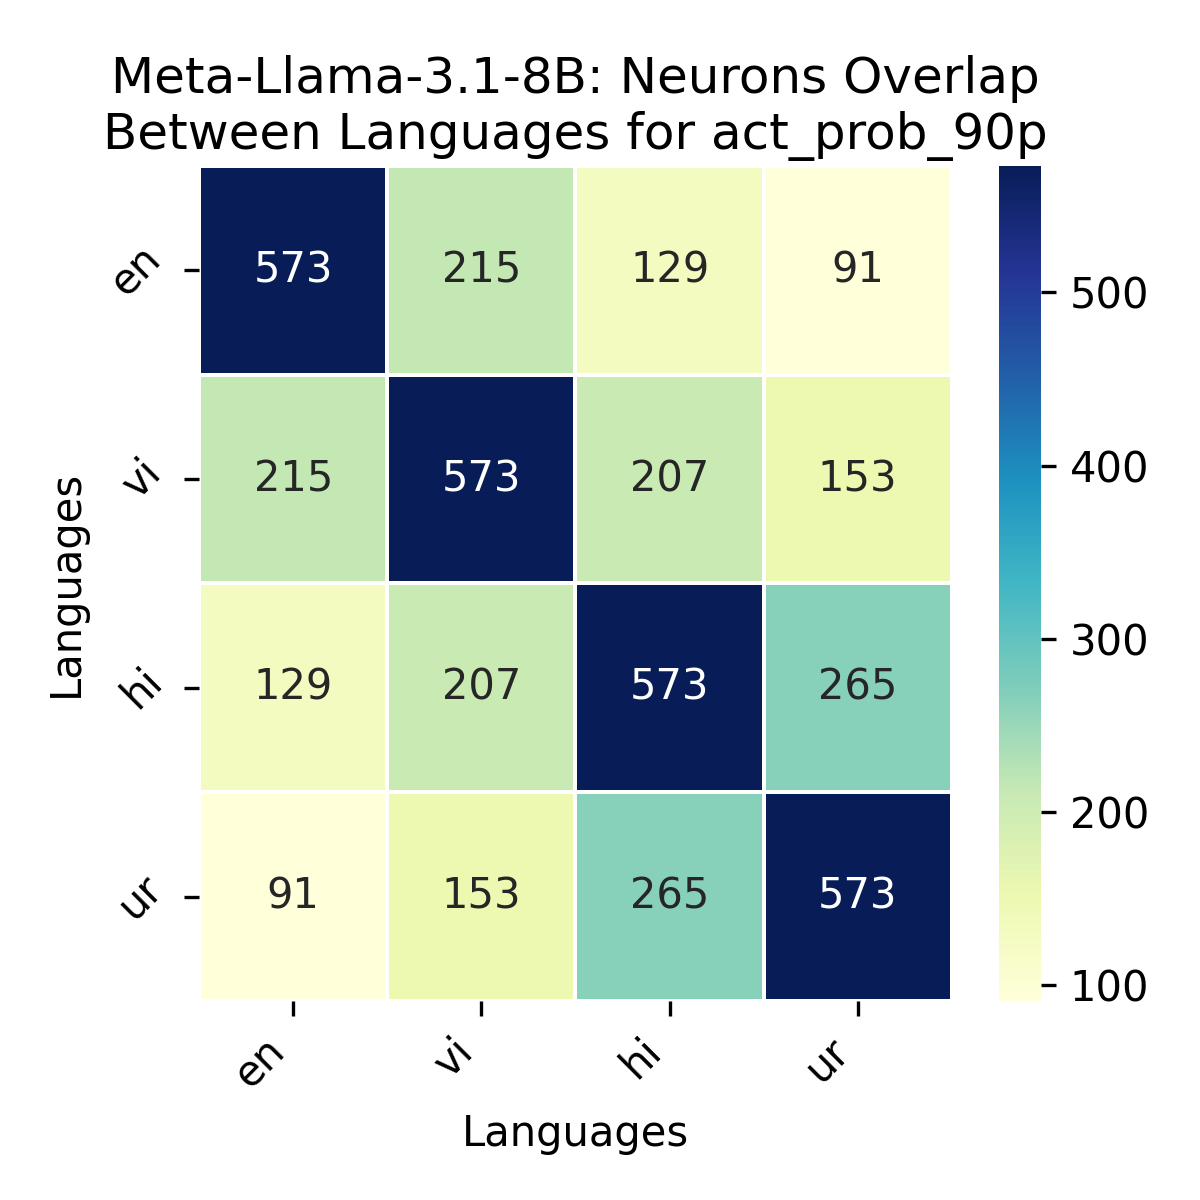 Meta-Llama-3.1-8B: Neurons Overlap
Between Languages for act_prob_90p
en 573 215 129 91
vi 215 573 207 153
hi 129 207 573 265
ur 91 153 265 573
en vi hi ur
Languages
Languages
500
400
300
200
100